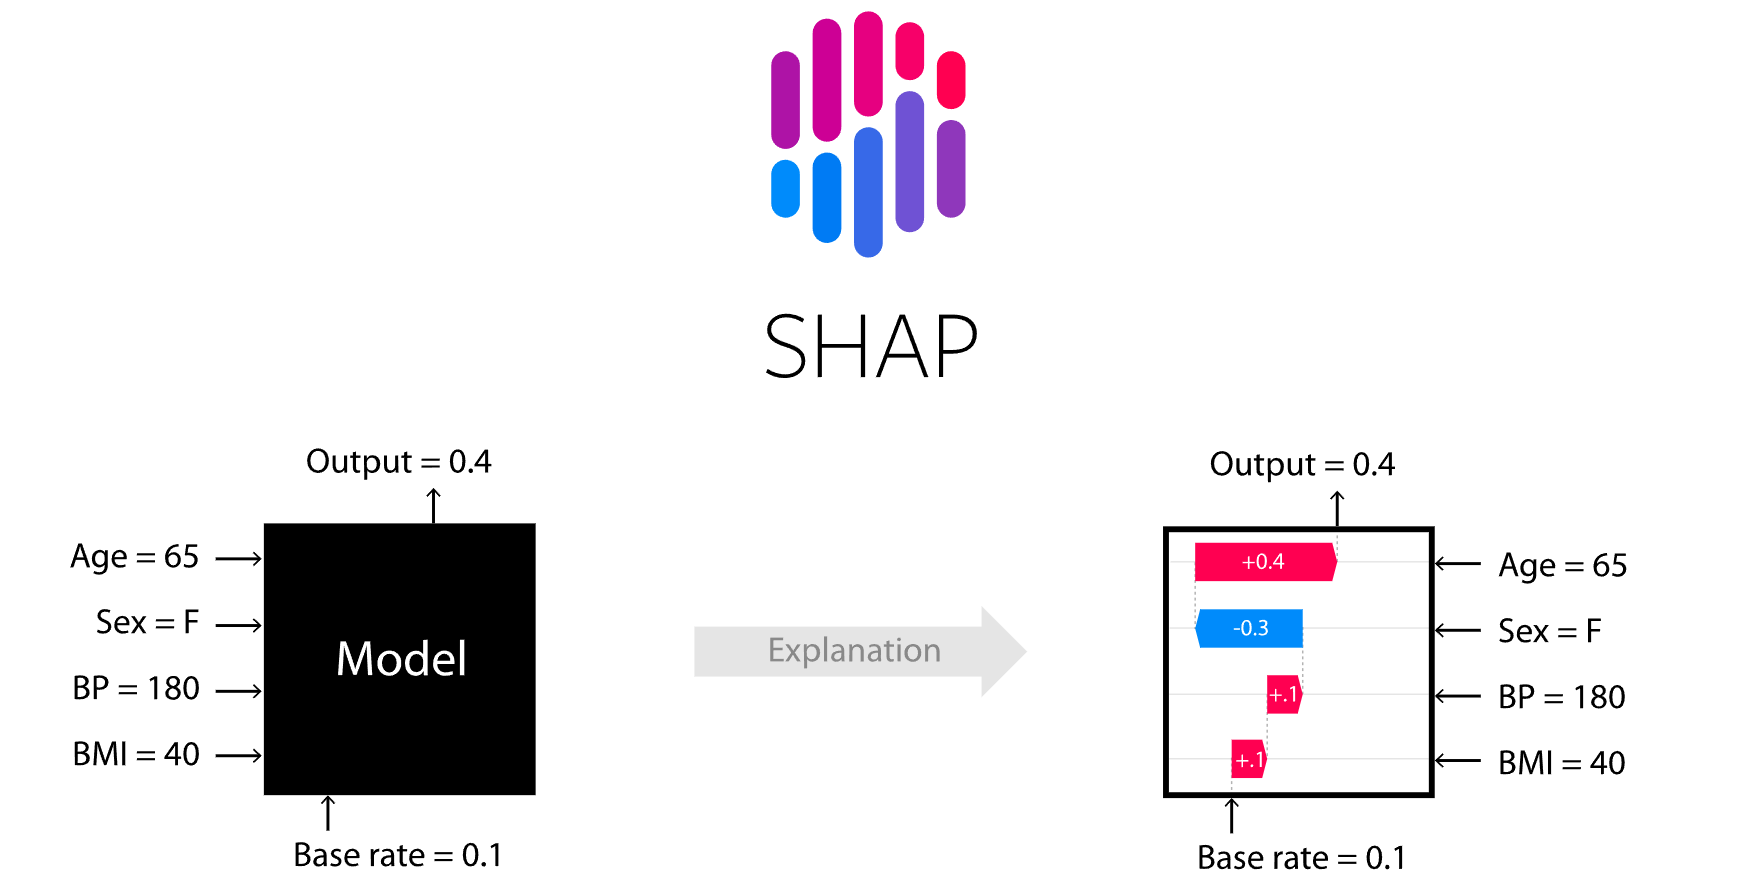 SHAP
Output = 0.4
Age = 65
Sex = F
BP = 180
BMI = 40
Model
Base rate = 0.1
Explanation
Output = 0.4
+0.4
-0.3
+.1
+.1
Age = 65
Sex = F
BP = 180
BMI = 40
Base rate = 0.1